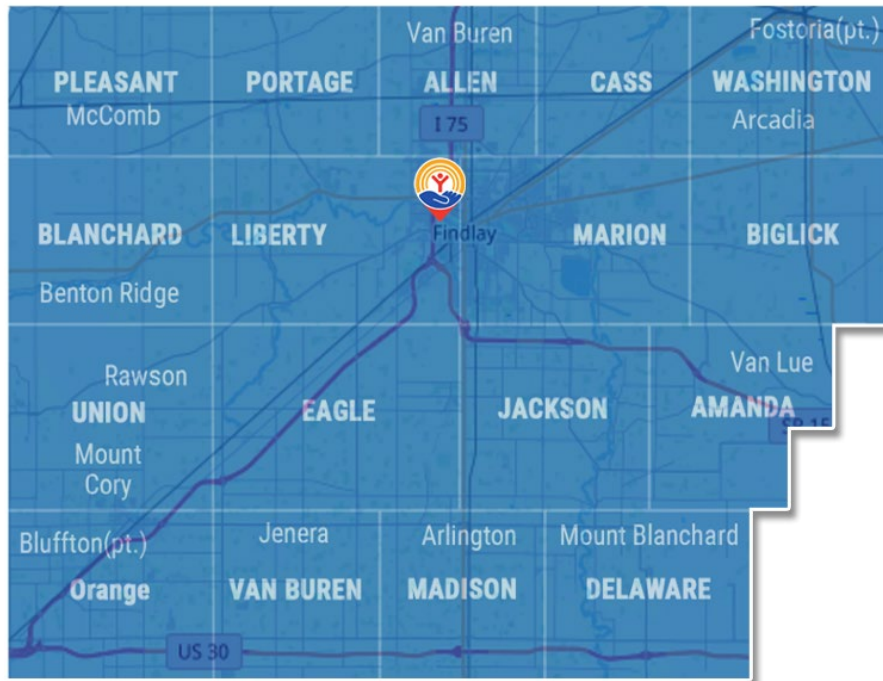 Van Buren
Fostoria(pt.)
PLEASANT
PORTAGE
ALLEN
CASS
WASHINGTON
McComb
I 75
Arcadia
BLANCHARD
LIBERTY
Findlay
MARION
BIGLICK
Benton Ridge
Rawson
Van Lue
UNION
EAGLE
JACKSON
AMANDA
SR 15
Mount
Cory
Bluffton(pt.)
Jenera
Arlington
Mount Blanchard
Orange
VAN BUREN
MADISON
DELAWARE
US 30